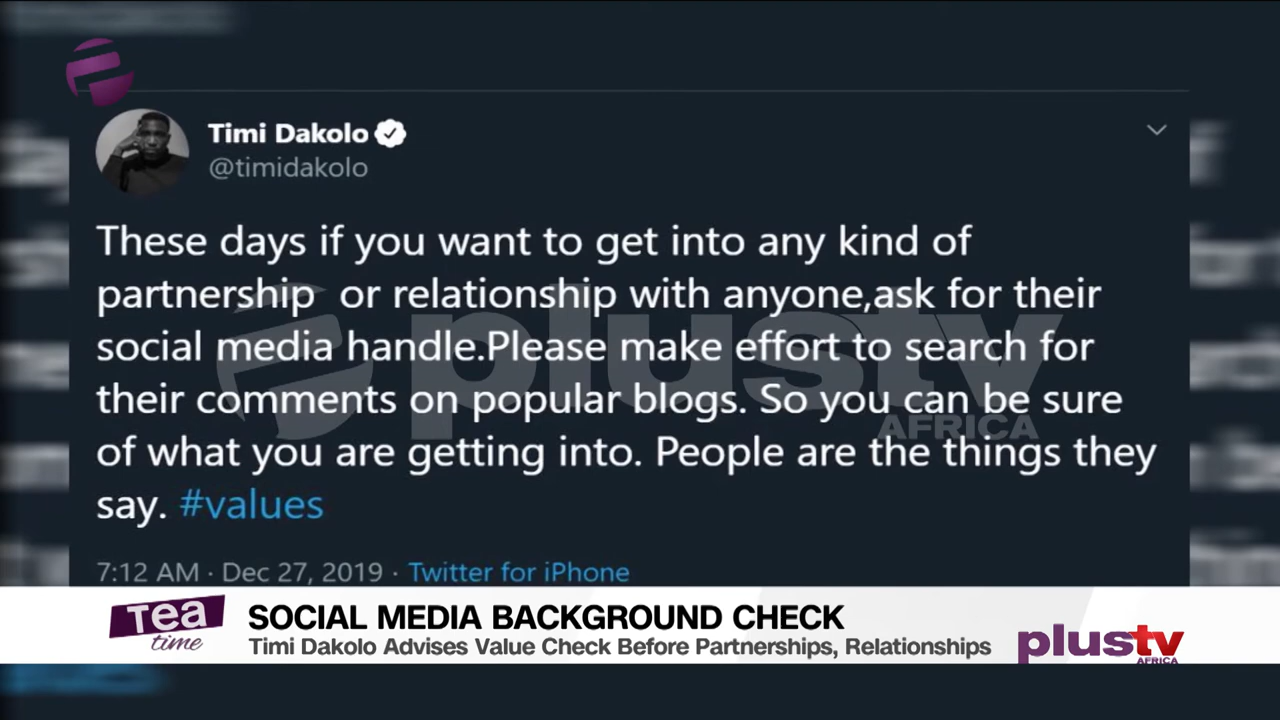 Timi Dakolo
@timidakolo
These days if you want to get into any kind of
partnership  or relationship with anyone,ask for their
social media handle.Please make effort to search for
their comments on popular blogs. So you can be sure
of what you are getting into. People are the things they
say. #values
plustv
AFRICA
7:12 AM · Dec 27, 2019 · Twitter for iPhone
Tea
time
SOCIAL MEDIA BACKGROUND CHECK
Timi Dakolo Advises Value Check Before Partnerships, Relationships
plustv
AFRICA